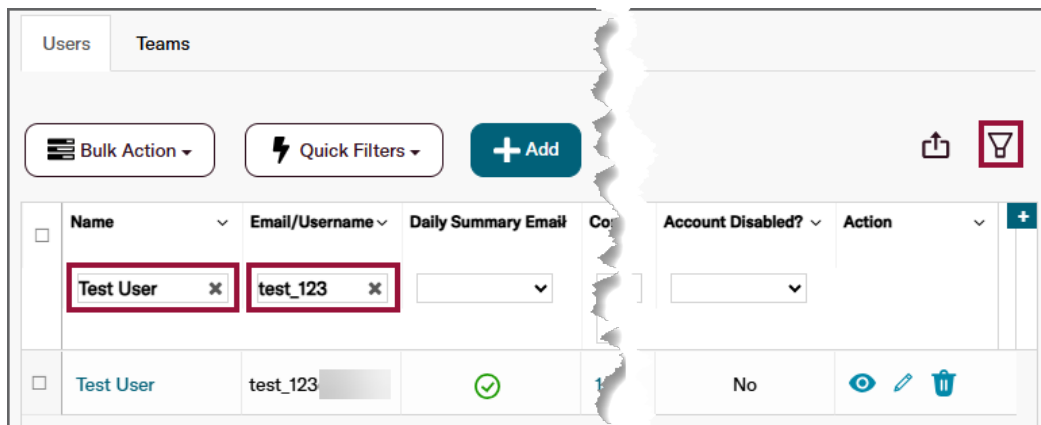 Users Teams
Bulk Action Quick Filters Add
Name Email/Username Daily Summary Email Account Disabled? Action
Test User test_123
Test User test_123 No